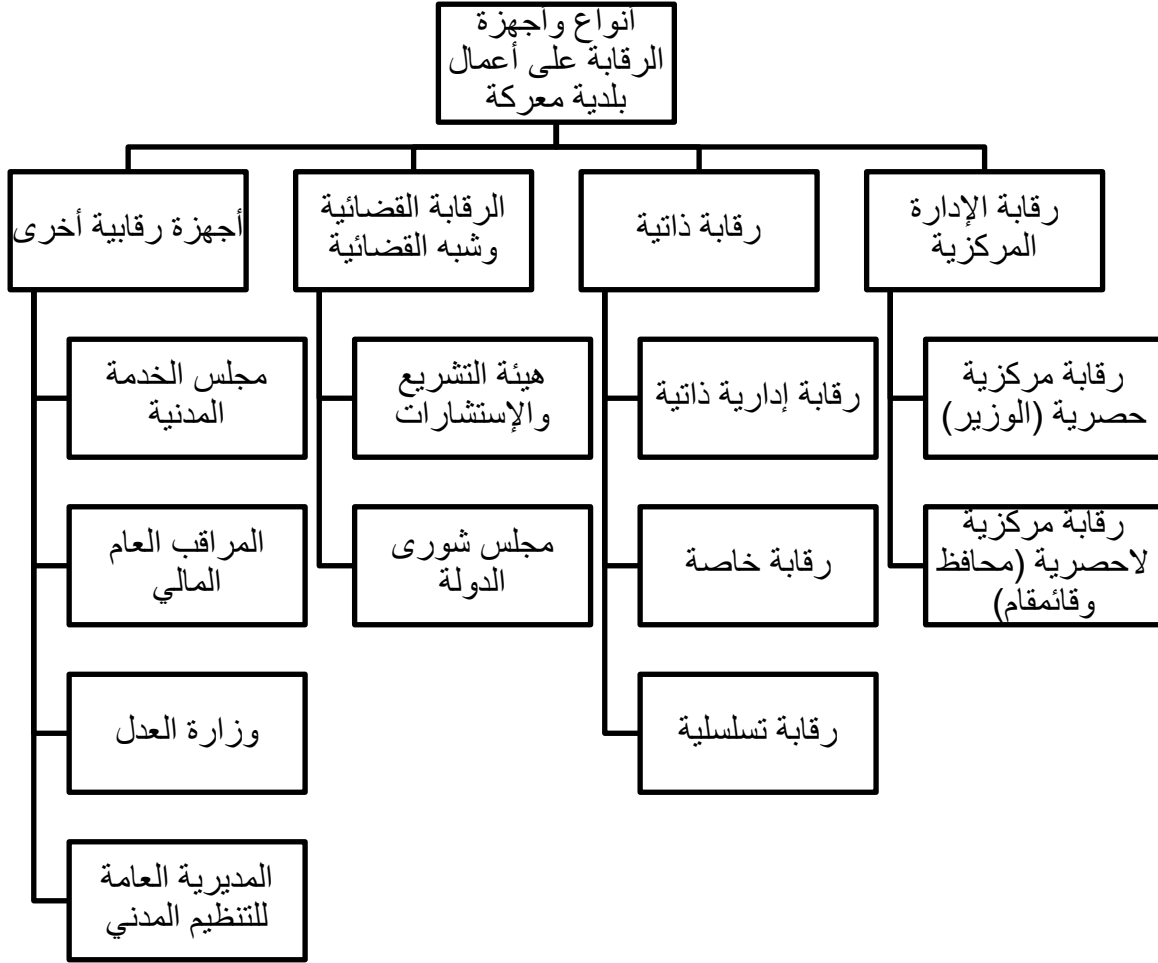 أنواع وأجهزة
الرقابة على أعمال
بلدية معركة
رقابة الإدارة
المركزية
رقابة مركزية
حصرية (الوزير)
رقابة مركزية
لاحصرية (محافظ
وقائمقام)
رقابة ذاتية
رقابة إدارية ذاتية
رقابة خاصة
رقابة تسلسلية
الرقابة القضائية
وشبه القضائية
هيئة التشريع
والإستشارات
مجلس شورى
الدولة
أجهزة رقابية أخرى
مجلس الخدمة
المدنية
المراقب العام
المالي
وزارة العدل
المديرية العامة
للتنظيم المدني